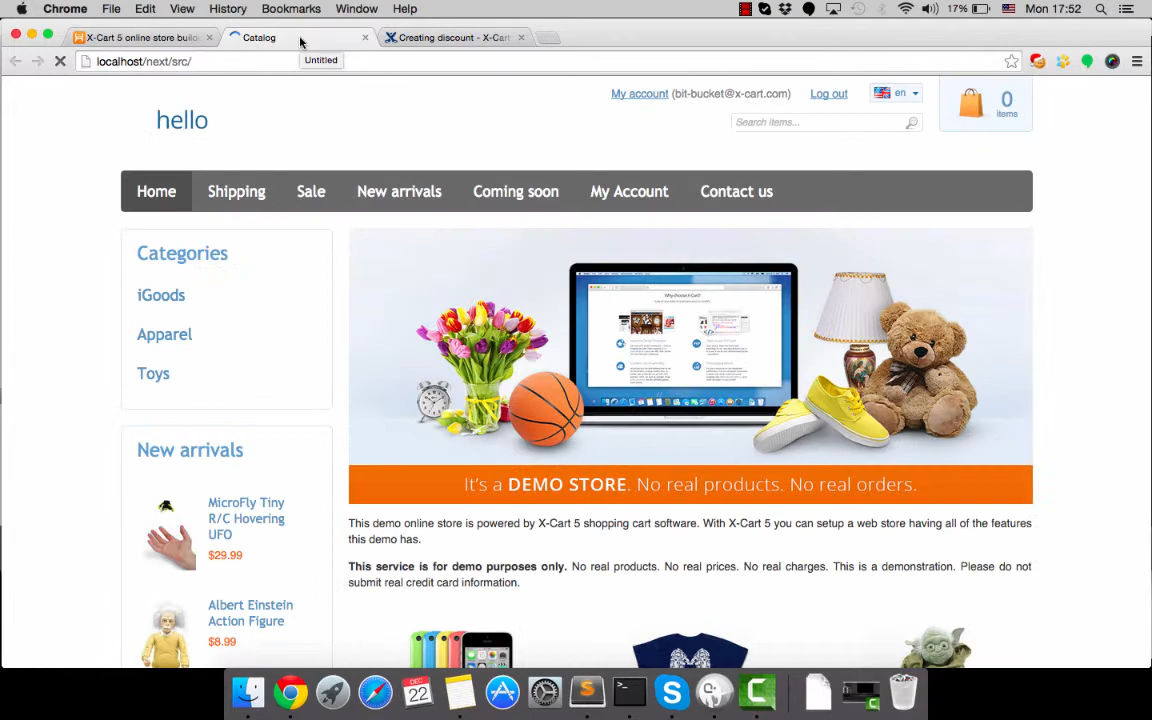 Chrome File Edit View History Bookmarks Window Help 17% Mon 17:52
X-Cart 5 online store build Catalog Creating discount - X-Cart
localhost/next/src/
Untitled
My account (bit-bucket@x-cart.com) Log out en 0 items
hello
Search items...
Home Shipping Sale New arrivals Coming soon My Account Contact us
Categories
iGoods
Apparel
Toys
Why choose X-Cart?
It's a DEMO STORE. No real products. No real orders.
This demo online store is powered by X-Cart 5 shopping cart software. With X-Cart 5 you can setup a web store having all of the features
this demo has.
This service is for demo purposes only. No real products. No real prices. No real charges. This is a demonstration. Please do not
submit real credit card information.
New arrivals
MicroFly Tiny
R/C Hovering
UFO
$29.99
Albert Einstein
Action Figure
$8.99
DEC
22